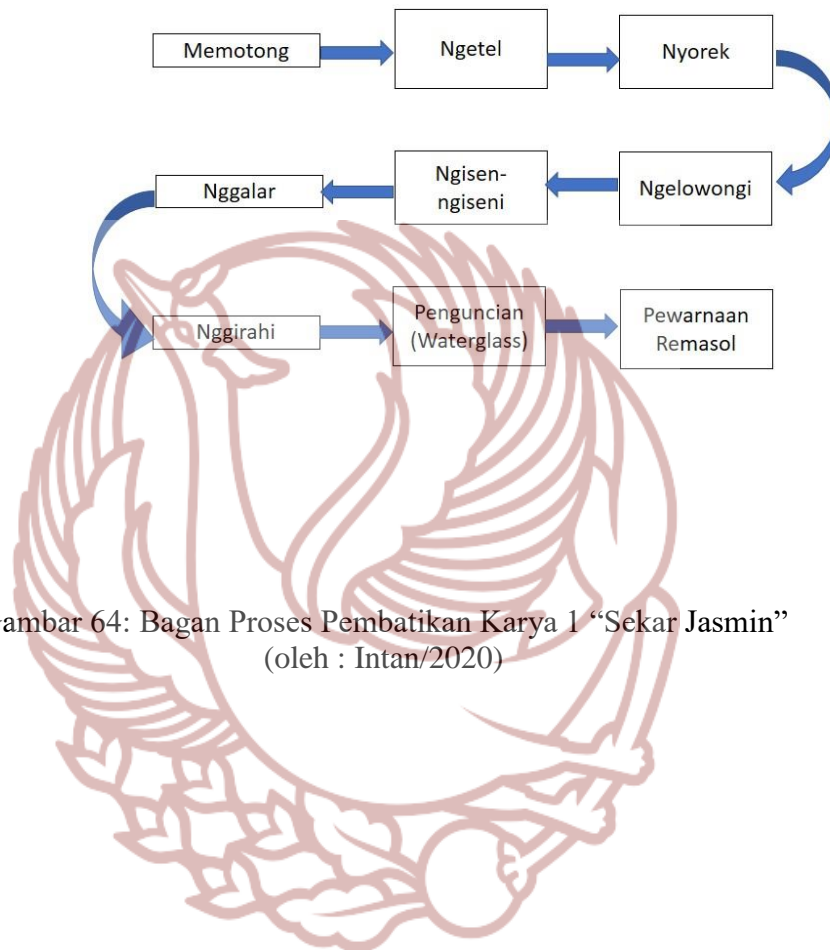 Memotong
Ngetel
Nyorek
Ngelowongi
Ngisen-
ngiseni
Nggalar
Nggirahi
Penguncian
(Waterglass)
Pewarnaan
Remasol
Gambar 64: Bagan Proses Pembatikan Karya 1 “Sekar Jasmin”
(oleh : Intan/2020)